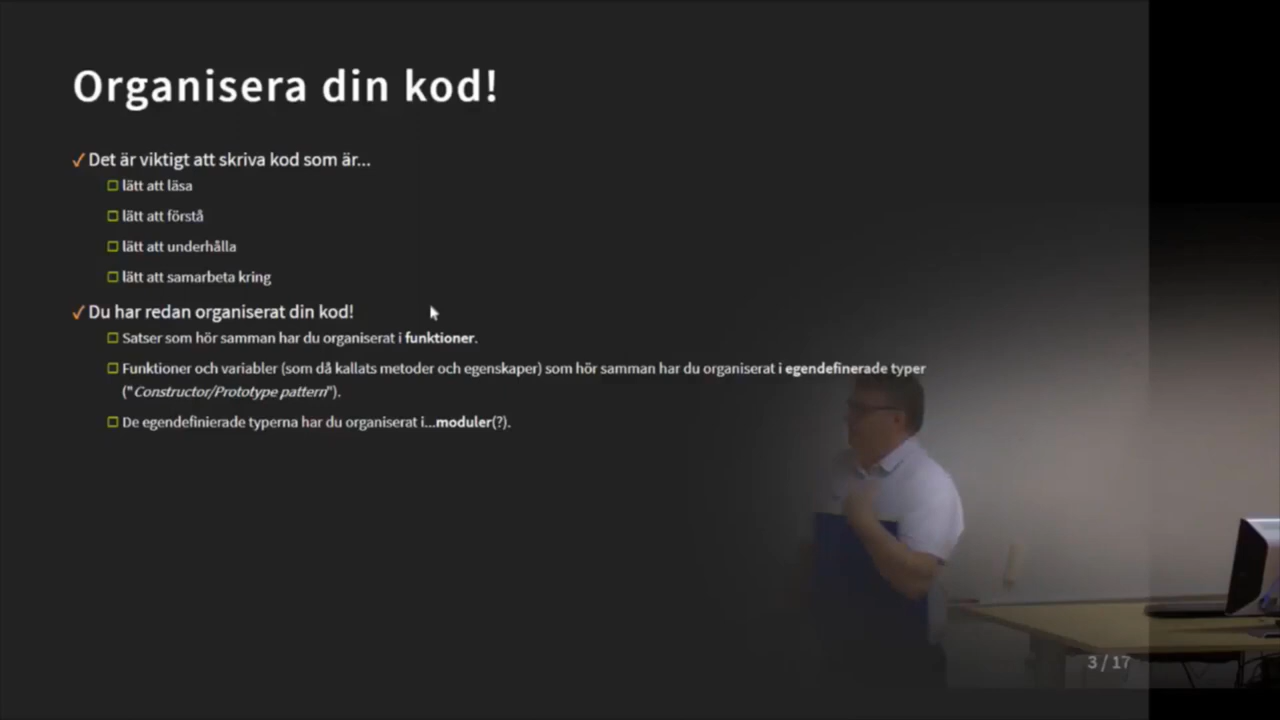 Organisera din kod!
Det är viktigt att skriva kod som är...
lätt att läsa
lätt att förstå
lätt att underhålla
lätt att samarbeta kring
Du har redan organiserat din kod!
Satser som hör samman har du organiserat i funktioner.
Funktioner och variabler (som då kallats metoder och egenskaper) som hör samman har du organiserat i egendefinerade typer
("Constructor/Prototype pattern").
De egendefinierade typerna har du organiserat i...moduler(?).
3 / 17